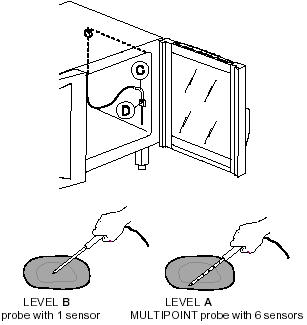 G
D
LEVEL B
probe with 1 sensor
LEVEL A
MULTIPOINT probe with 6 sensors